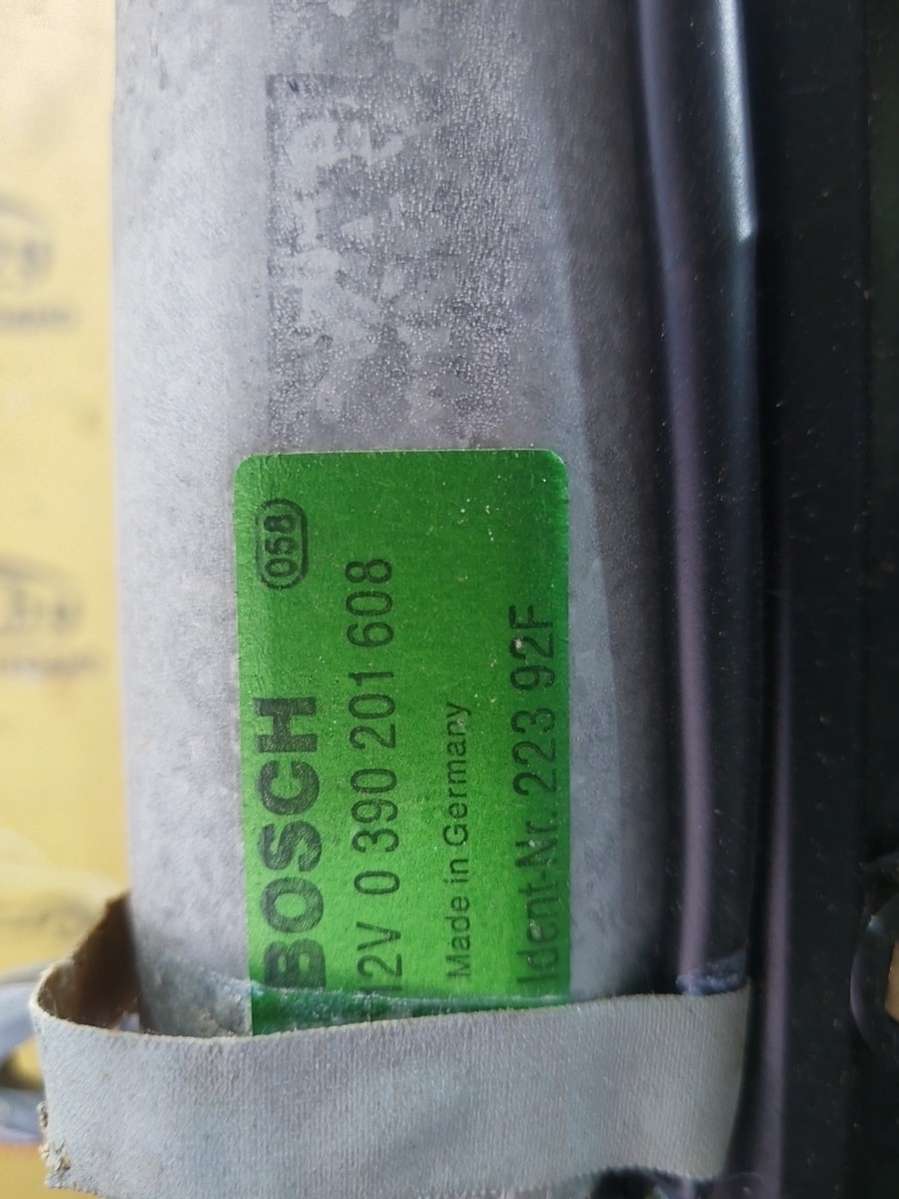 BOSCH 058
12V 0 390 201 608
Made in Germany
Ident-Nr. 223 92F